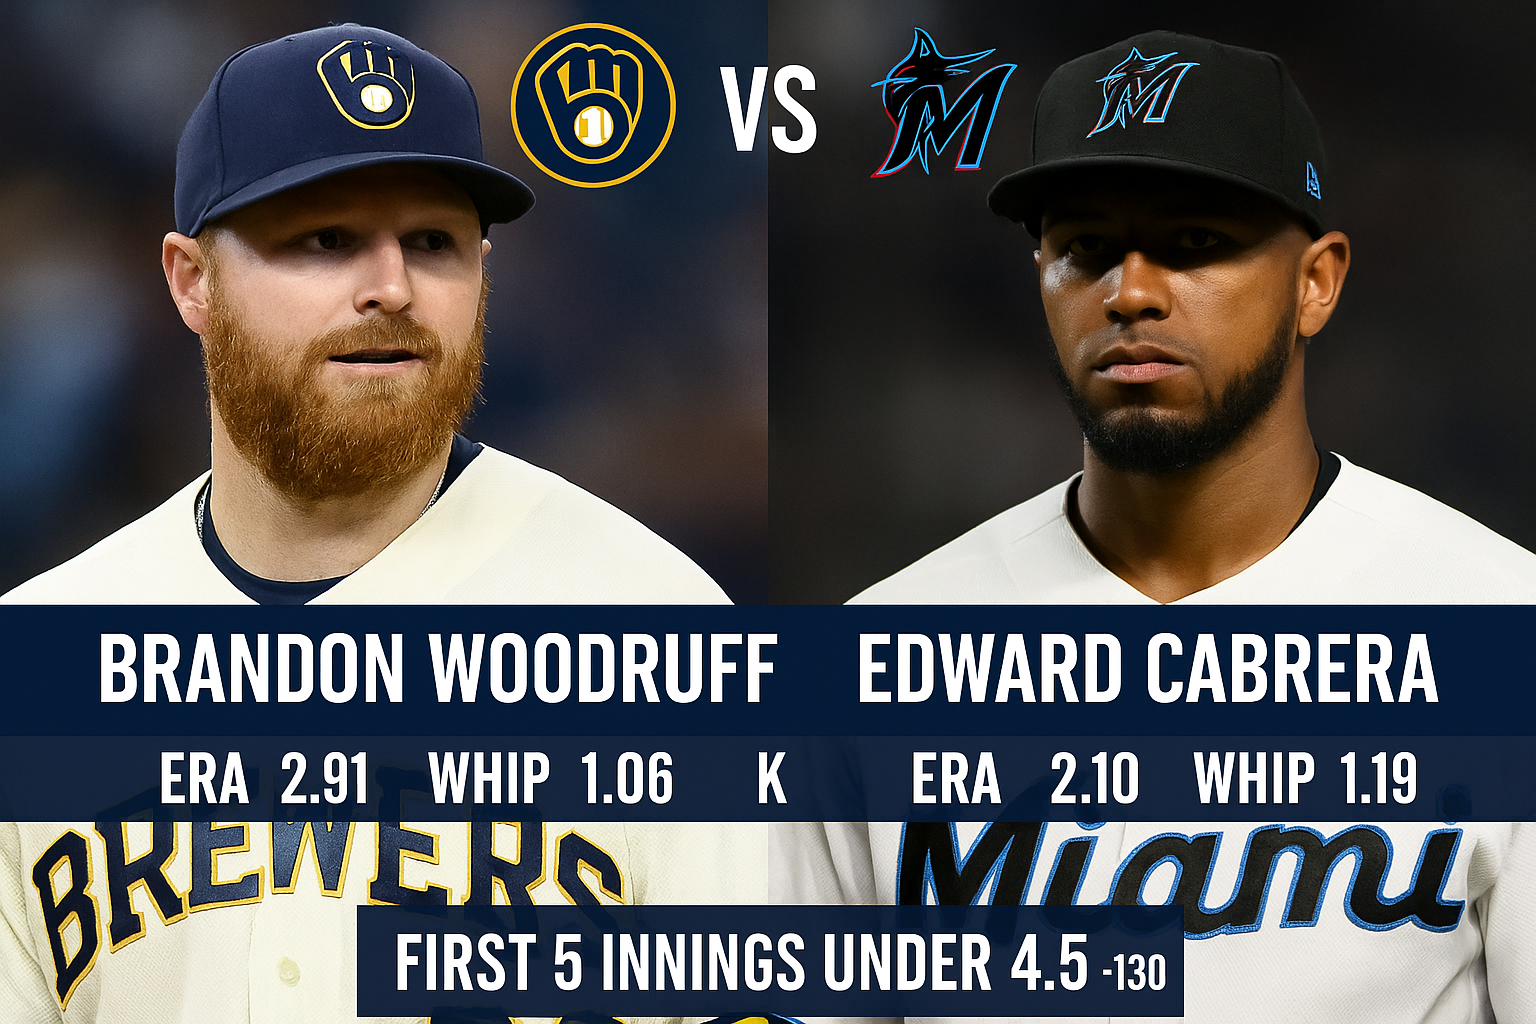 VS
BRANDON WOODRUFF EDWARD CABRERA
ERA 2.91 WHIP 1.06 K ERA 2.10 WHIP 1.19
BREWERS Miami
FIRST 5 INNINGS UNDER 4.5 -130